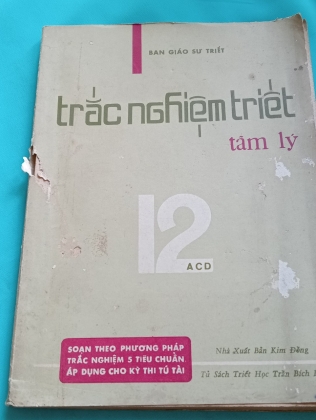 BAN GIÁO SƯ TRIẾT
trắc nghiệm triết
tâm lý
12
ACD
SOẠN THEO PHƯƠNG PHÁP
TRẮC NGHIỆM 5 TIÊU CHUẨN
ÁP DỤNG CHO KỲ THI TÚ TÀI
Nhà Xuất Bản Kim Đồng
Tủ Sách Triết Học Trần Bích